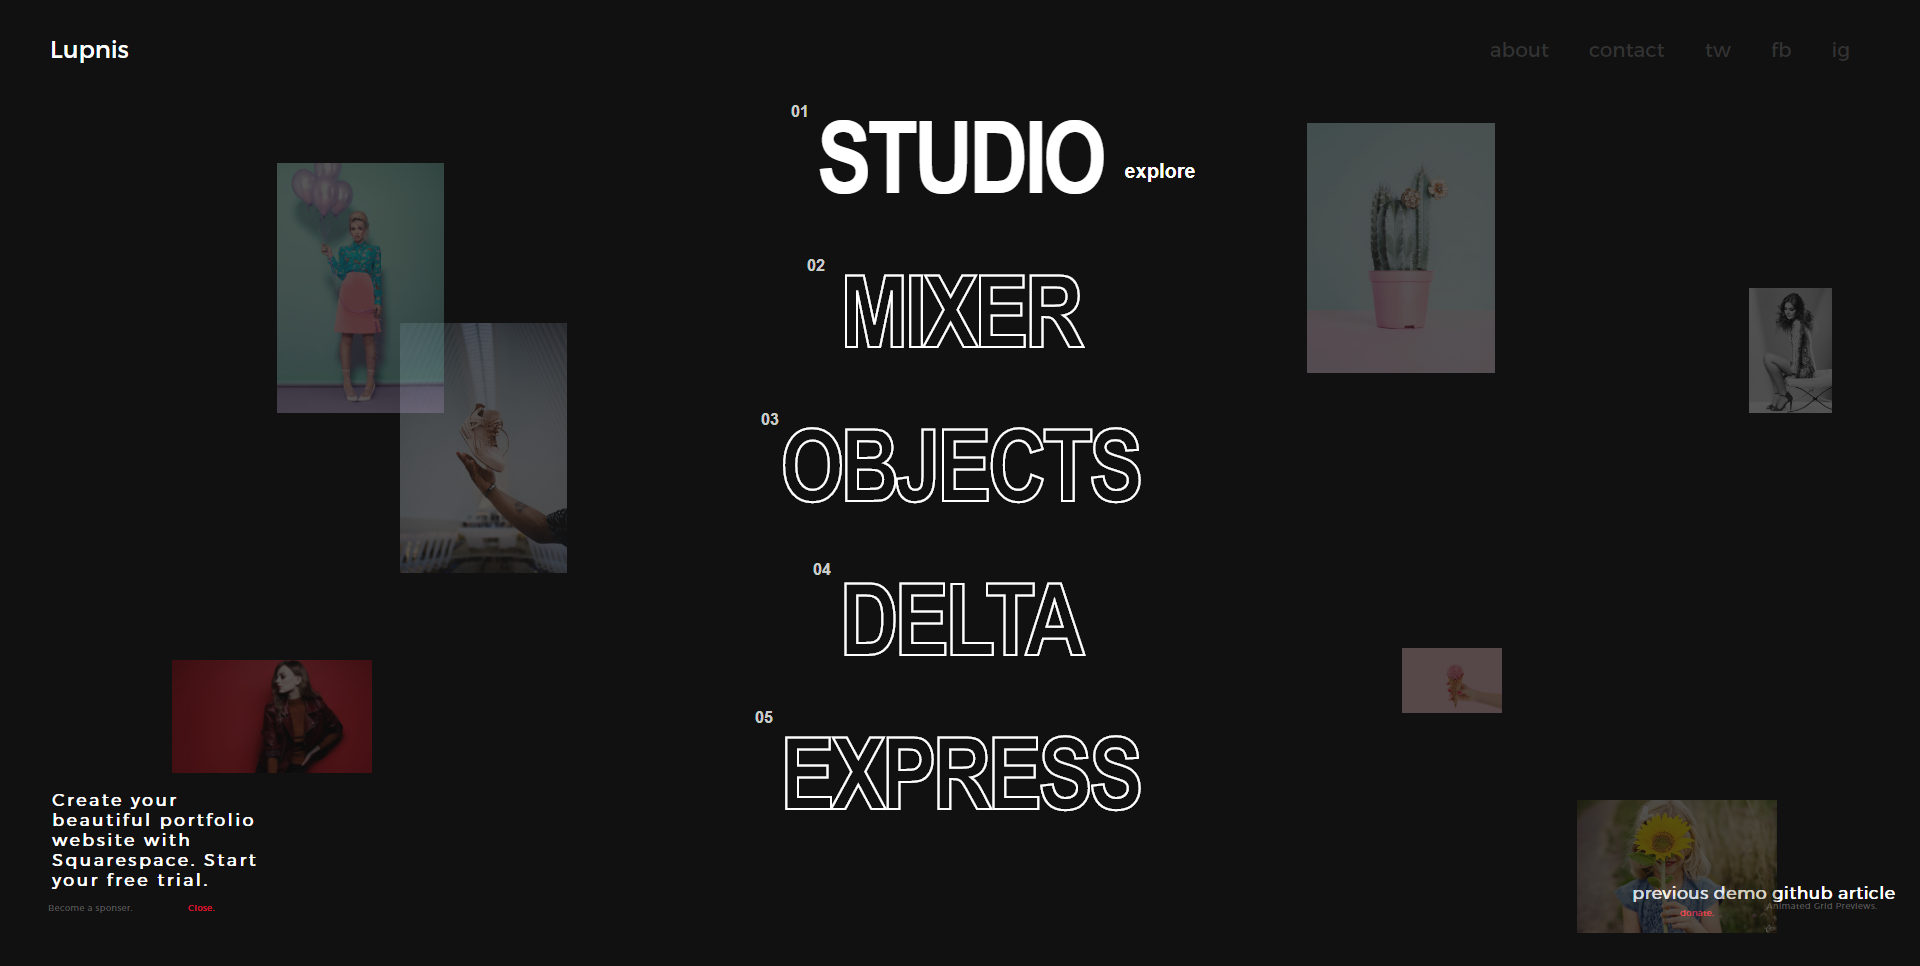 Lupnis
about contact tw fb ig
01
STUDIO explore
02
MIXER
03
OBJECTS
04
DELTA
05
EXPRESS
Create your
beautiful portfolio
website with
Squarespace. Start
your free trial.
Become a sponser. Close.
previous demo github article
Animated Grid Previews.
donate.